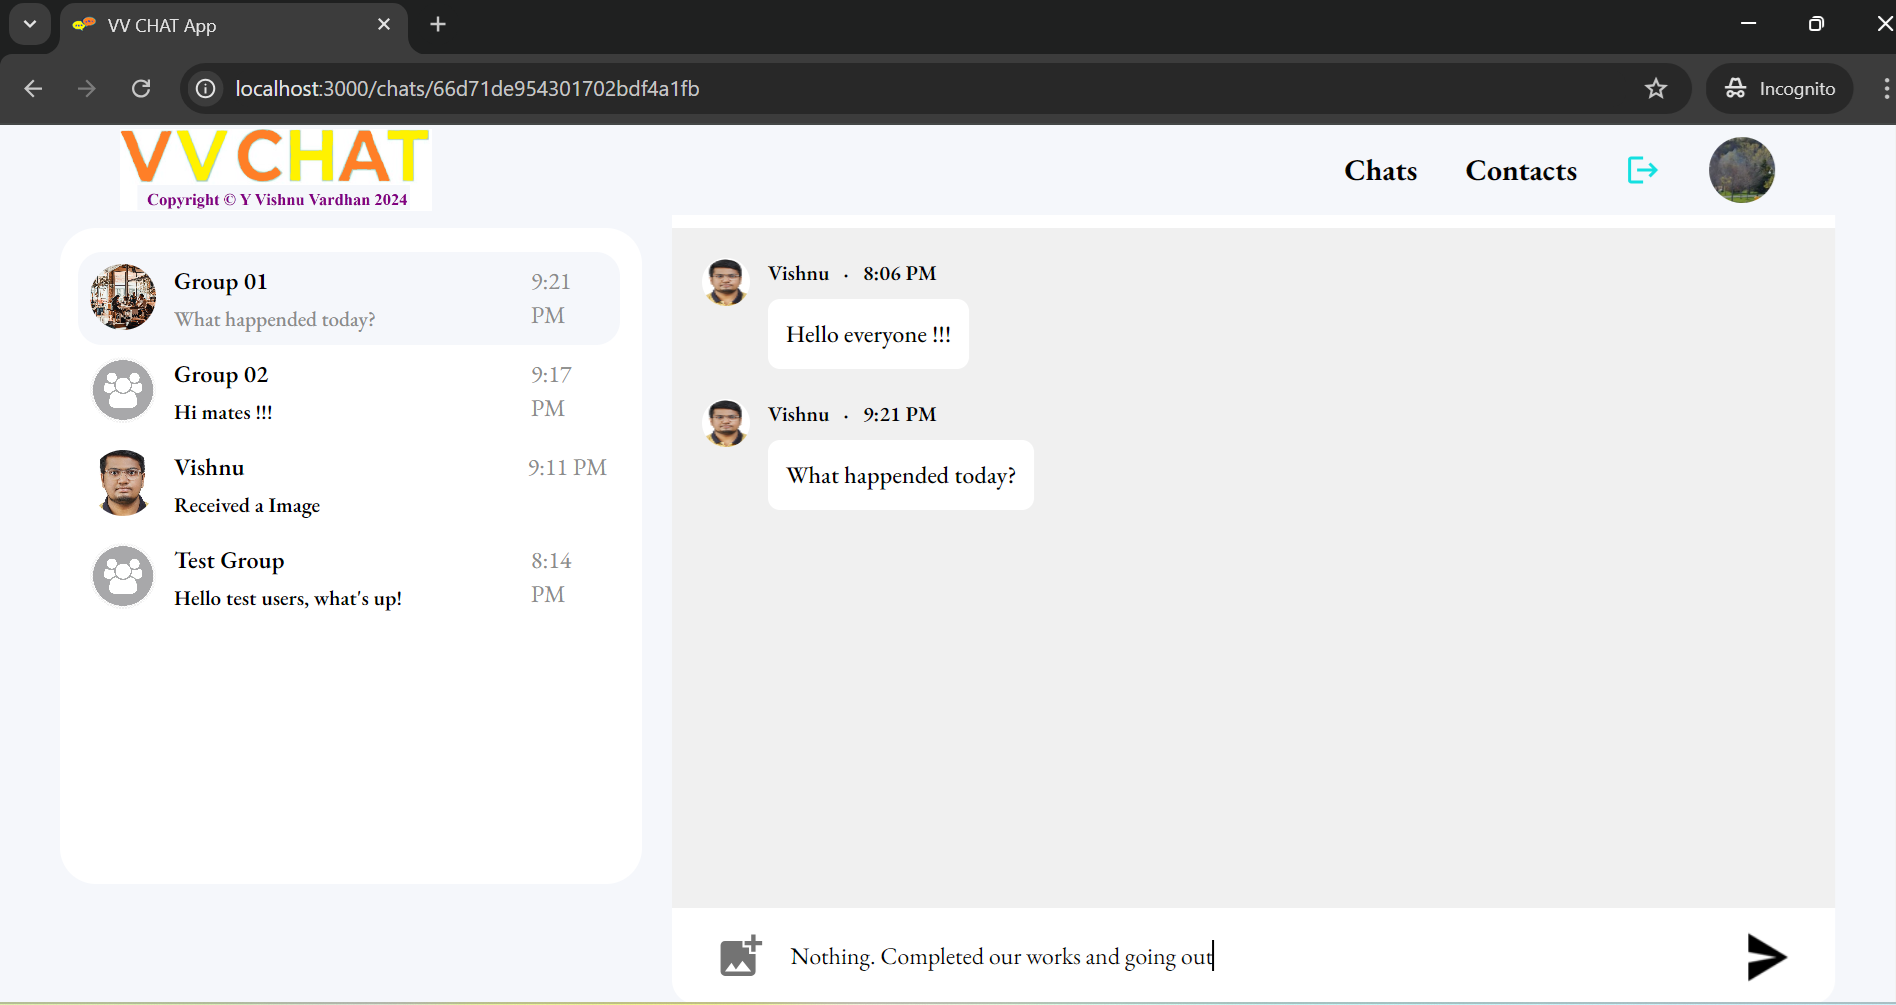 VV CHAT App
localhost:3000/chats/66d71de954301702bdf4a1fb
Incognito
VVCHAT
Copyright © Y Vishnu Vardhan 2024
Chats
Contacts
Group 01
9:21
PM
What happended today?
Group 02
9:17
PM
Hi mates !!!
Vishnu
9:11 PM
Received a Image
Test Group
8:14
PM
Hello test users, what's up!
Vishnu · 8:06 PM
Hello everyone !!!
Vishnu · 9:21 PM
What happended today?
Nothing. Completed our works and going out